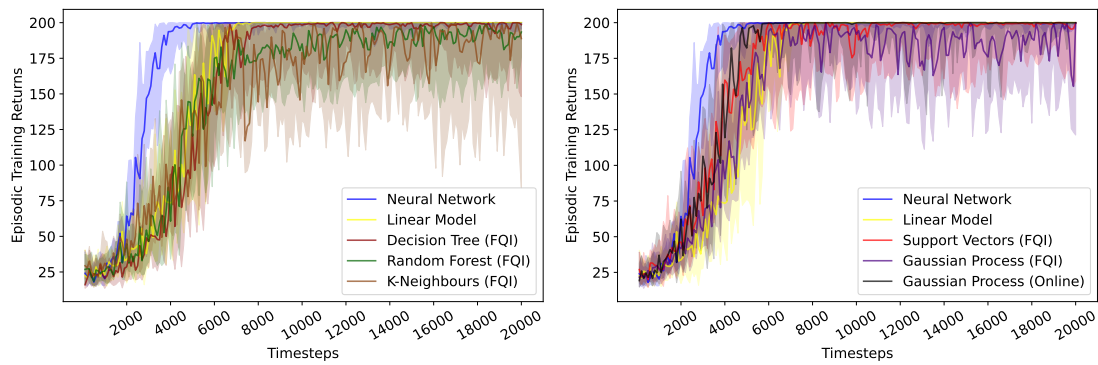 200
175
150
125
100
75
50
25
Episodic Training Returns
Neural Network
Linear Model
Decision Tree (FQI)
Random Forest (FQI)
K-Neighbours (FQI)
2000 4000 6000 8000 10000 12000 14000 16000 18000 20000
Timesteps
200
175
150
125
100
75
50
25
Episodic Training Returns
Neural Network
Linear Model
Support Vectors (FQI)
Gaussian Process (FQI)
Gaussian Process (Online)
2000 4000 6000 8000 10000 12000 14000 16000 18000 20000
Timesteps